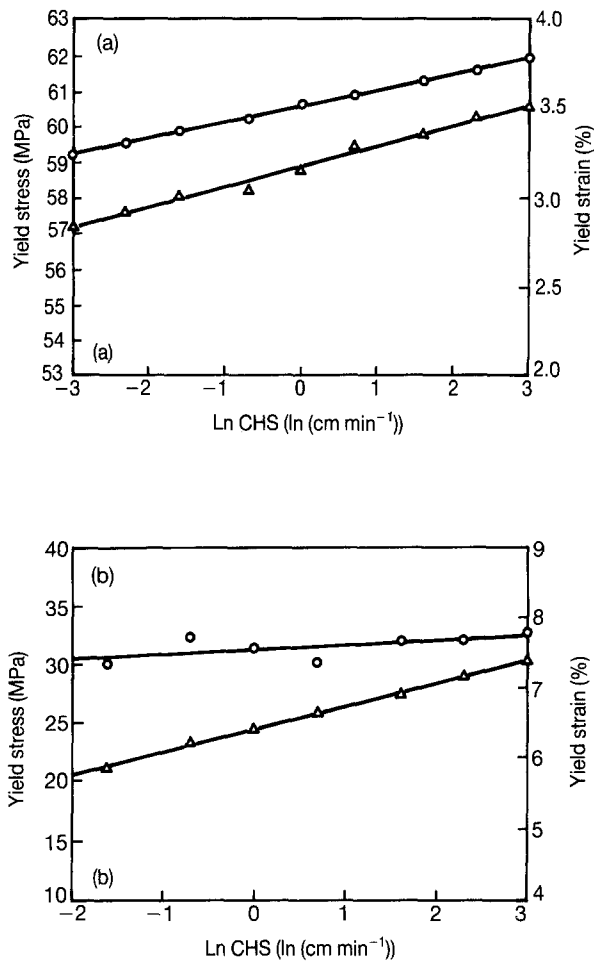 (a)
63
62
61
60
59
58
57
56
55
54
53
Yield stress (MPa)
4.0
3.5
3.0
2.5
2.0
Yield strain (%)
(a)
−3 −2 −1 0 1 2 3
Ln CHS (ln (cm min⁻¹))
(b)
40
35
30
25
20
15
10
Yield stress (MPa)
9
8
7
6
5
4
Yield strain (%)
(b)
−2 −1 0 1 2 3
Ln CHS (ln (cm min⁻¹))